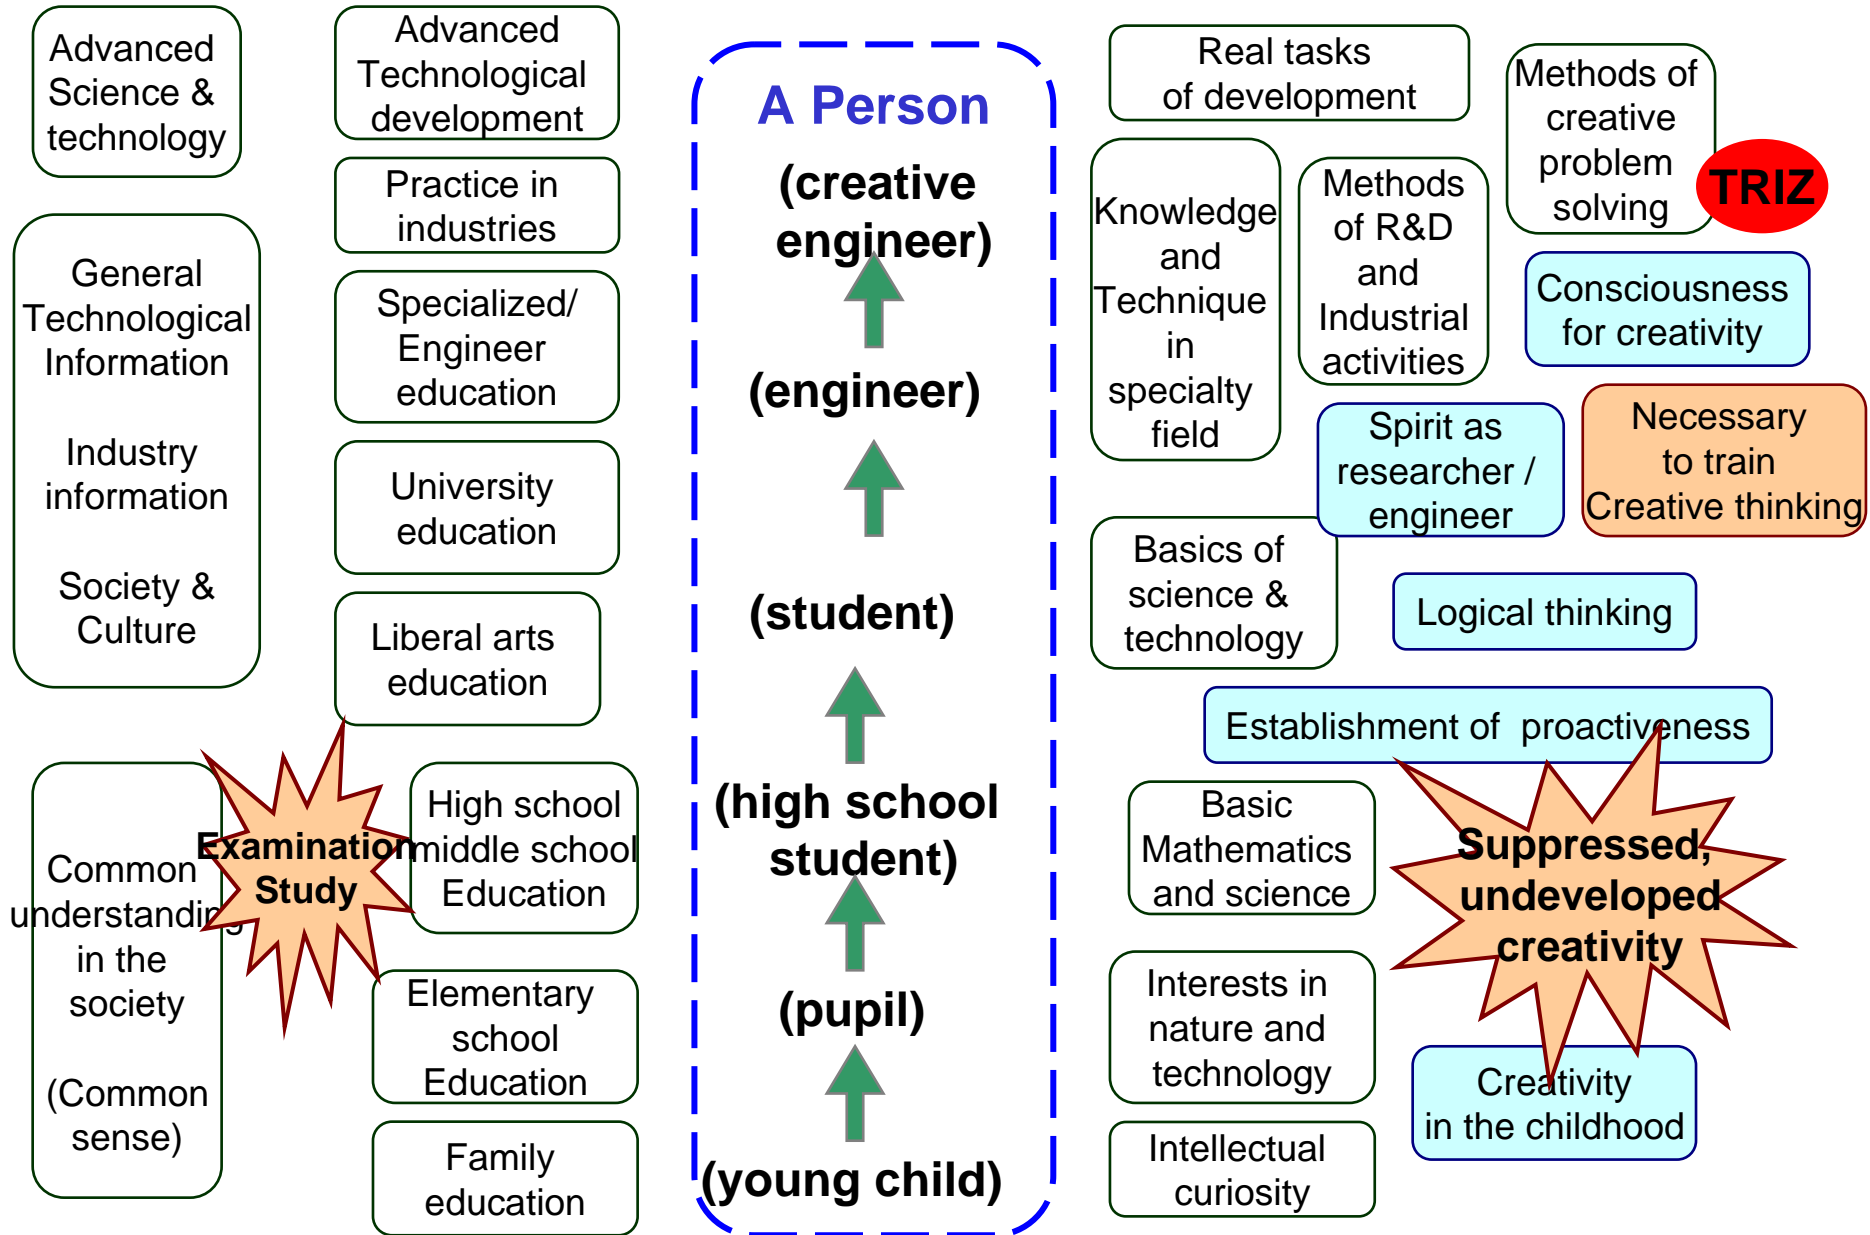 Advanced
Science &
technology
General
Technological
Information
Industry
information
Society &
Culture
Common
understanding
in the
society
(Common
sense)
Examination
Study
Advanced
Technological
development
Practice in
industries
Specialized/
Engineer
education
University
education
Liberal arts
education
High school
middle school
Education
Elementary
school
Education
Family
education
A Person
(creative
engineer)
(engineer)
(student)
(high school
student)
(pupil)
(young child)
Real tasks
of development
Knowledge
and
Technique
in
specialty
field
Methods
of R&D
and
Industrial
activities
Methods of
creative
problem
solving
TRIZ
Consciousness
for creativity
Spirit as
researcher /
engineer
Necessary
to train
Creative thinking
Basics of
science &
technology
Logical thinking
Establishment of proactiveness
Basic
Mathematics
and science
Suppressed,
undeveloped
creativity
Interests in
nature and
technology
Creativity
in the childhood
Intellectual
curiosity